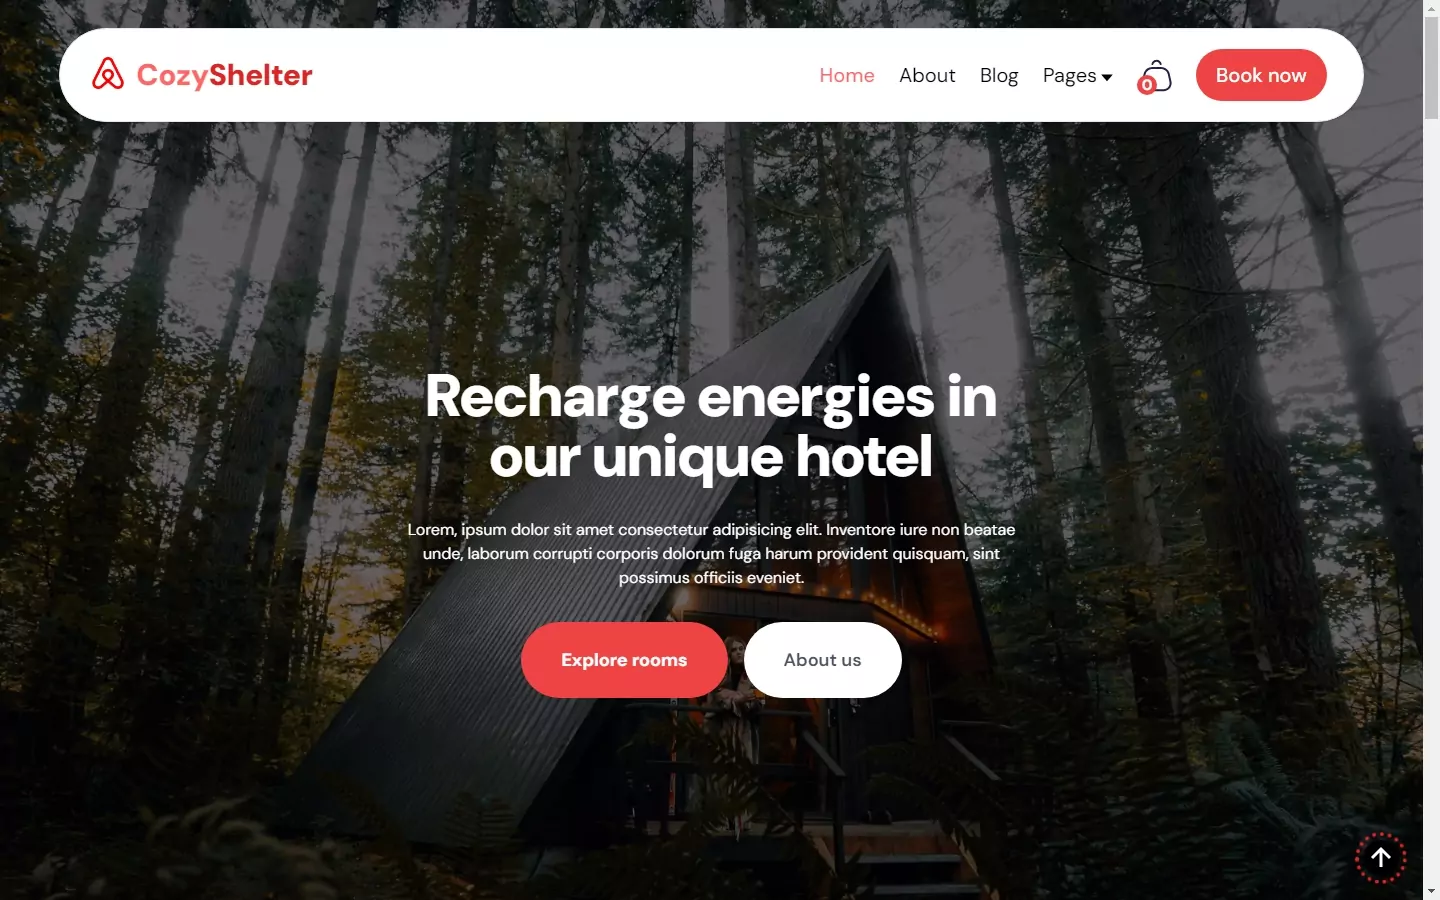 CozyShelter
Home
About
Blog
Pages
0
Book now
Recharge energies in
our unique hotel
Lorem, ipsum dolor sit amet consectetur adipisicing elit. Inventore iure non beatae
unde, laborum corrupti corporis dolorum fuga harum provident quisquam, sint
possimus officiis eveniet.
Explore rooms
About us